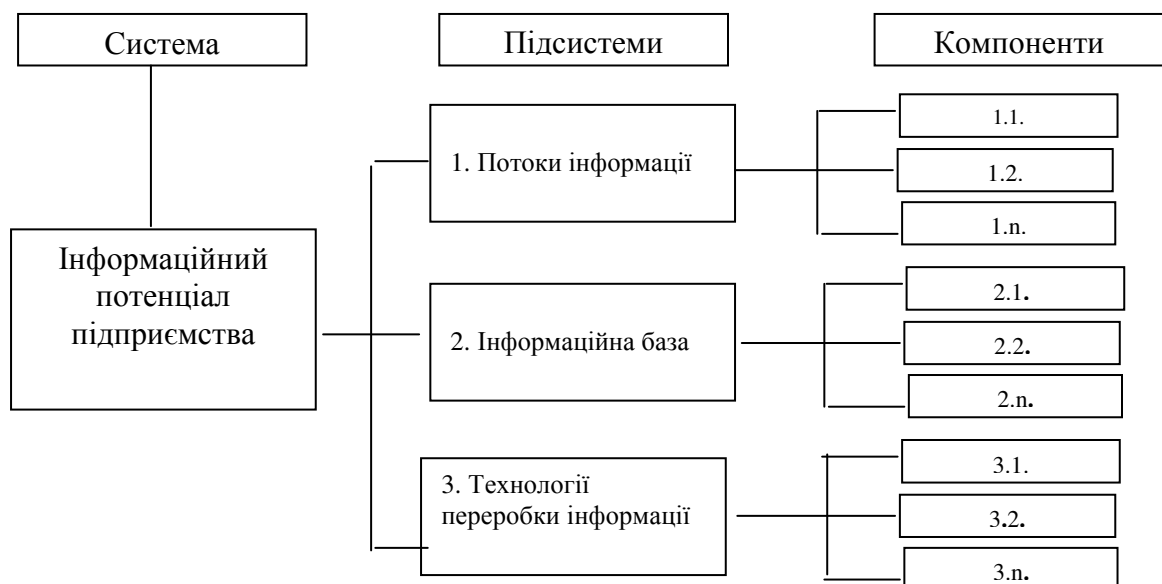 Система
Підсистеми
Компоненти
Інформаційний
потенціал
підприємства
1. Потоки інформації
1.1.
1.2.
1.n.
2. Інформаційна база
2.1.
2.2.
2.n.
3. Технології
переробки інформації
3.1.
3.2.
3.n.